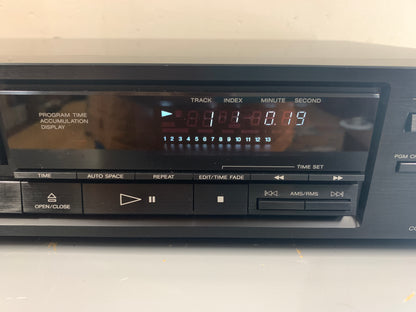 TRACK INDEX MINUTE SECOND
PROGRAM TIME
ACCUMULATION
DISPLAY
1 1 0.19
1 2 3 4 5 6 7 8 9 10 11 12 13
TIME SET
TIME AUTO SPACE REPEAT EDIT/TIME FADE
OPEN/CLOSE
AMS/RMS
PGM